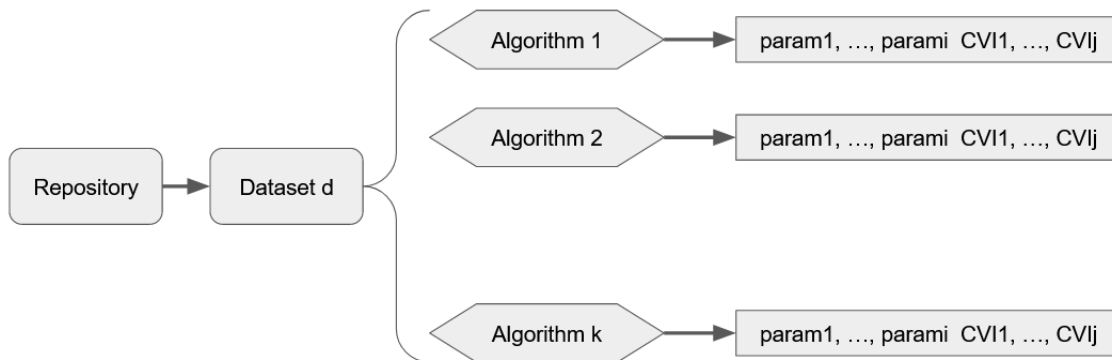 Algorithm 1
param1, …, parami  CVI1, …, CVIj
Algorithm 2
param1, …, parami  CVI1, …, CVIj
Repository
Dataset d
Algorithm k
param1, …, parami  CVI1, …, CVIj